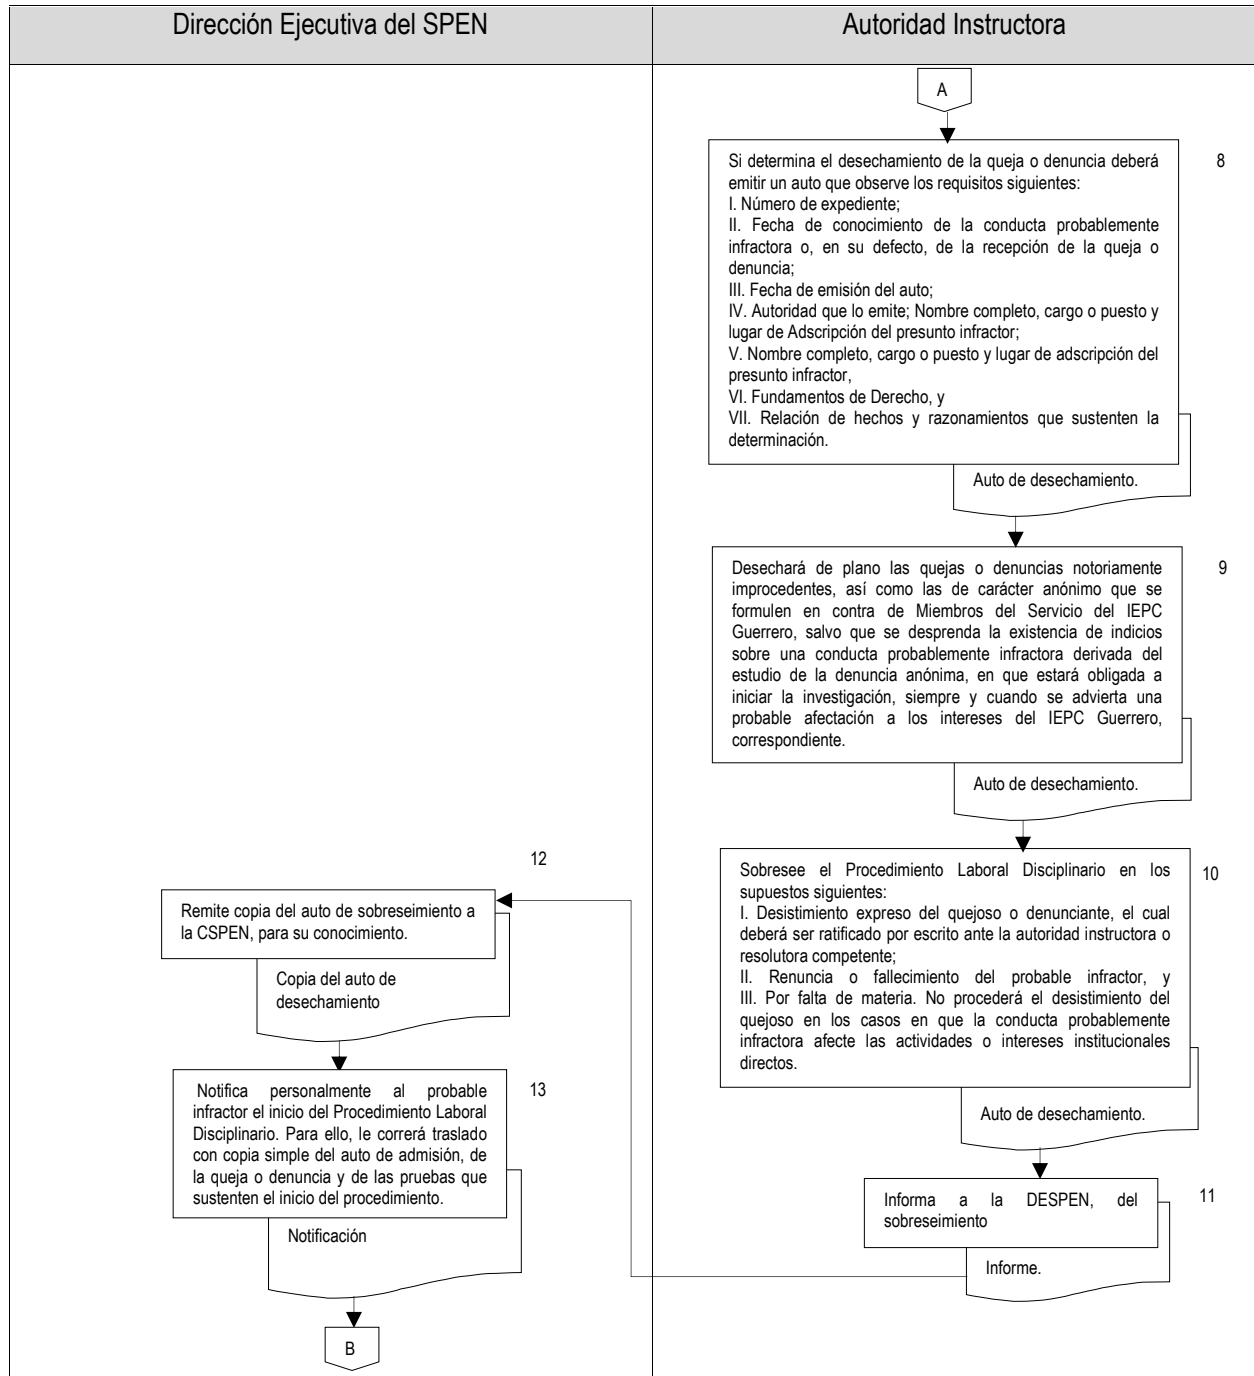 Dirección Ejecutiva del SPEN
Autoridad Instructora
A
Si determina el desechamiento de la queja o denuncia deberá
emitir un auto que observe los requisitos siguientes:
I. Número de expediente;
II. Fecha de conocimiento de la conducta probablemente
infractora o, en su defecto, de la recepción de la queja o
denuncia;
III. Fecha de emisión del auto;
IV. Autoridad que lo emite; Nombre completo, cargo o puesto y
lugar de Adscripción del presunto infractor;
V. Nombre completo, cargo o puesto y lugar de adscripción del
presunto infractor,
VI. Fundamentos de Derecho, y
VII. Relación de hechos y razonamientos que sustenten la
determinación.
8
Auto de desechamiento.
Desechará de plano las quejas o denuncias notoriamente
improcedentes, así como las de carácter anónimo que se
formulen en contra de Miembros del Servicio del IEPC
Guerrero, salvo que se desprenda la existencia de indicios
sobre una conducta probablemente infractora derivada del
estudio de la denuncia anónima, en que estará obligada a
iniciar la investigación, siempre y cuando se advierta una
probable afectación a los intereses del IEPC Guerrero,
correspondiente.
9
Auto de desechamiento.
Sobresee el Procedimiento Laboral Disciplinario en los
supuestos siguientes:
I. Desistimiento expreso del quejoso o denunciante, el cual
deberá ser ratificado por escrito ante la autoridad instructora o
resolutora competente;
II. Renuncia o fallecimiento del probable infractor, y
III. Por falta de materia. No procederá el desistimiento del
quejoso en los casos en que la conducta probablemente
infractora afecte las actividades o intereses institucionales
directos.
10
Auto de desechamiento.
Informa a la DESPEN, del
sobreseimiento
11
Informe.
12
Remite copia del auto de sobreseimiento a
la CSPEN, para su conocimiento.
Copia del auto de
desechamiento
Notifica personalmente al probable
infractor el inicio del Procedimiento Laboral
Disciplinario. Para ello, le correrá traslado
con copia simple del auto de admisión, de
la queja o denuncia y de las pruebas que
sustenten el inicio del procedimiento.
13
Notificación
B